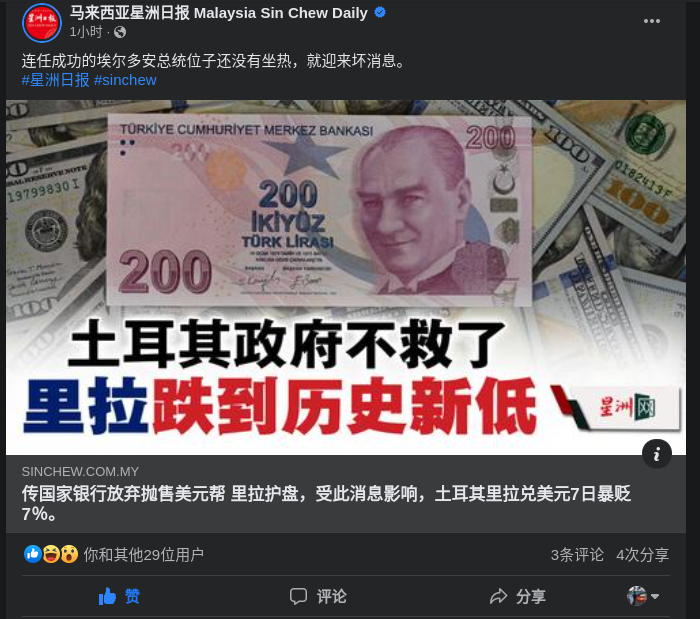 马来西亚星洲日报 Malaysia Sin Chew Daily
1小时 ·
连任成功的埃尔多安总统位子还没有坐热，就迎来坏消息。
#星洲日报 #sinchew
TÜRKİYE CUMHURİYET MERKEZ BANKASI
200
200
İKİYÜZ
TÜRK LİRASI
200
100
19799830 I
0182413F
100
土耳其政府不救了
里拉跌到历史新低
星洲网
SINCHEW.COM.MY
传国家银行放弃抛售美元帮 里拉护盘，受此消息影响，土耳其里拉兑美元7日暴贬
7%。
你和其他29位用户
3条评论 4次分享
赞
评论
分享